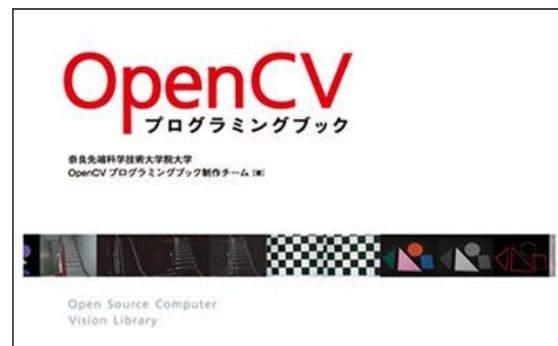 OpenCV
プログラミングブック
奈良先端科学技術大学院大学
OpenCV プログラミングブック制作チーム [著]
Open Source Computer
Vision Library